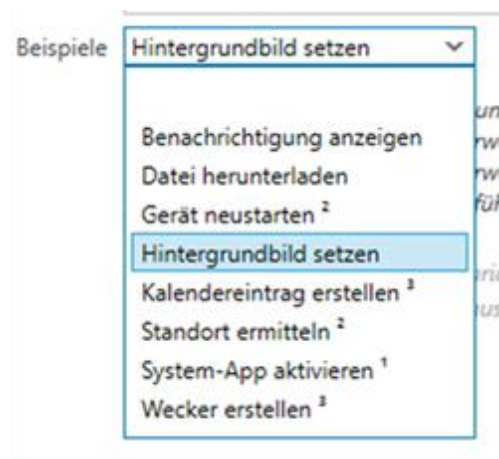 Beispiele Hintergrundbild setzen
Benachrichtigung anzeigen
Datei herunterladen
Gerät neustarten ²
Hintergrundbild setzen
Kalendereintrag erstellen ³
Standort ermitteln ²
System-App aktivieren ¹
Wecker erstellen ³